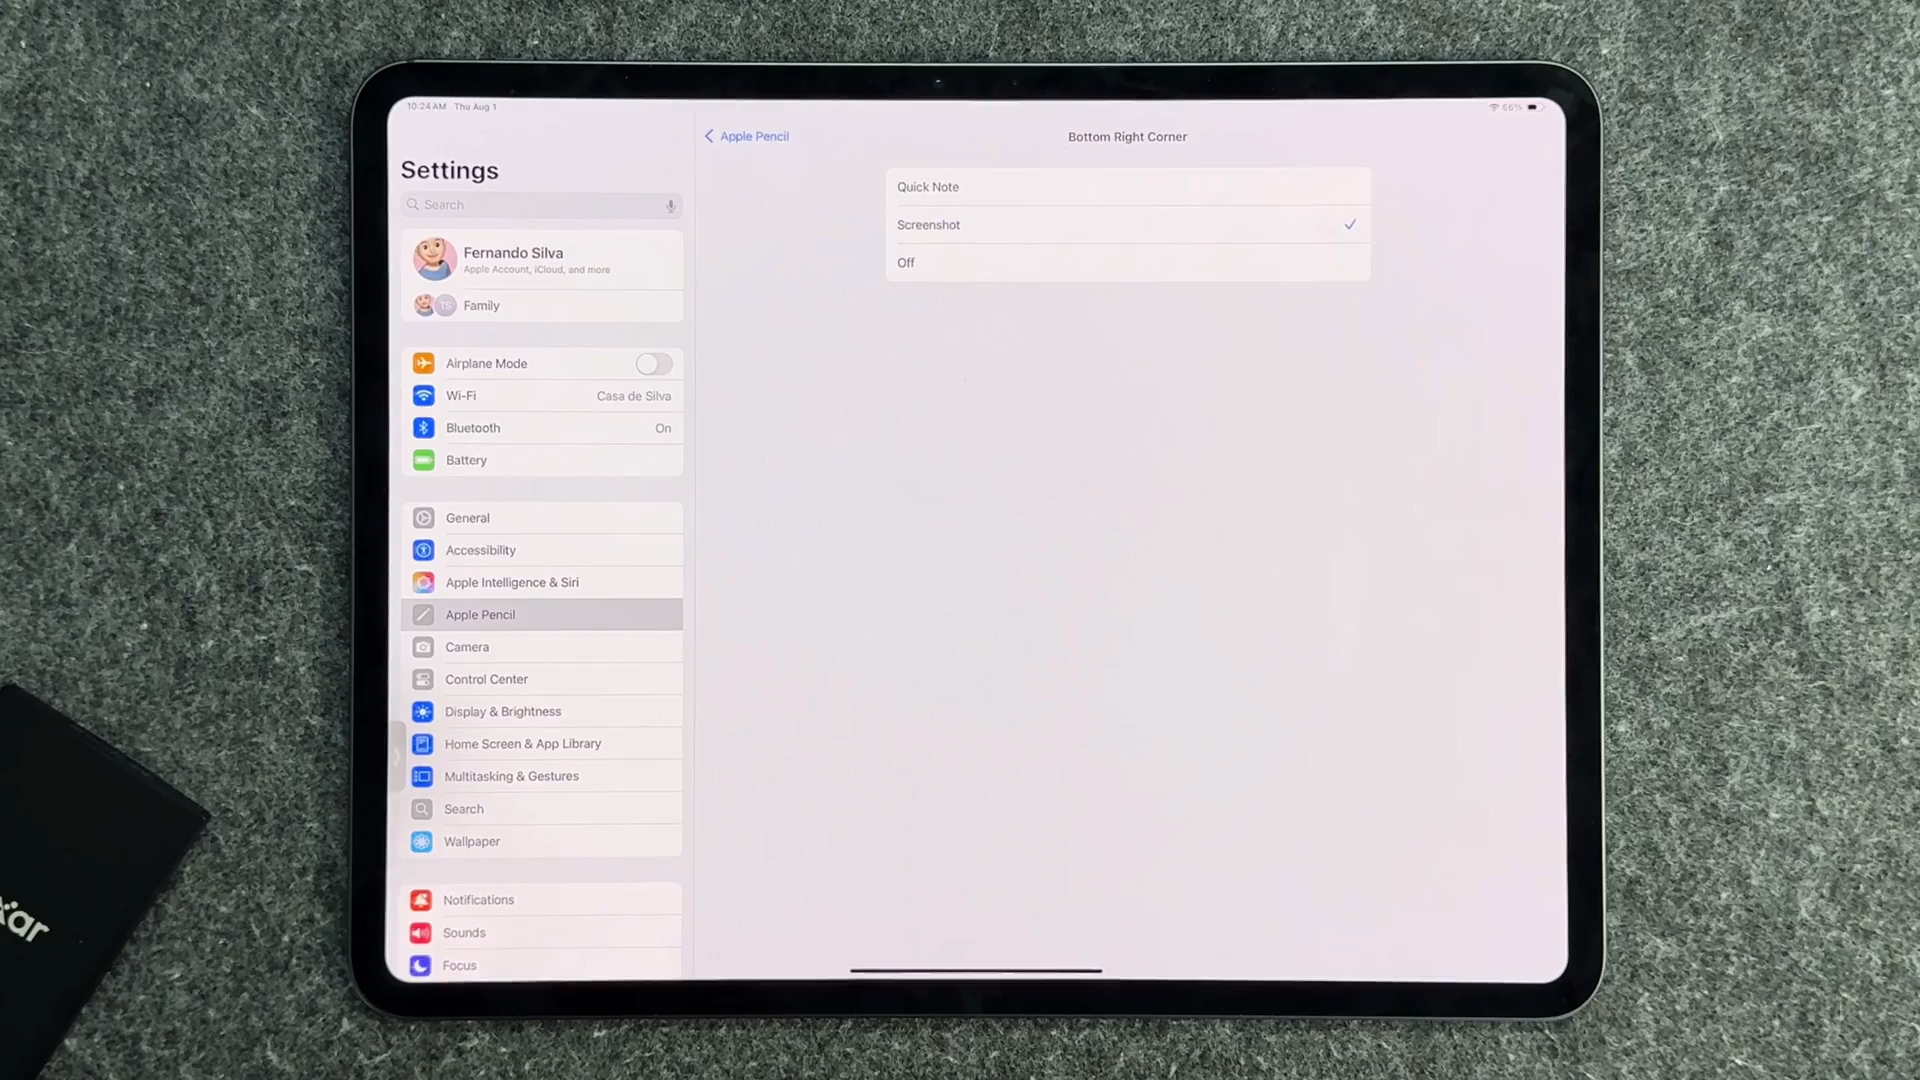 10:24 AM Thu Aug 1
66%
Settings
Search
Fernando Silva
Apple Account, iCloud, and more
TS
Family
Airplane Mode
Wi-Fi Casa de Silva
Bluetooth On
Battery
General
Accessibility
Apple Intelligence & Siri
Apple Pencil
Camera
Control Center
Display & Brightness
Home Screen & App Library
Multitasking & Gestures
Search
Wallpaper
Notifications
Sounds
Focus
Apple Pencil
Bottom Right Corner
Quick Note
Screenshot
Off